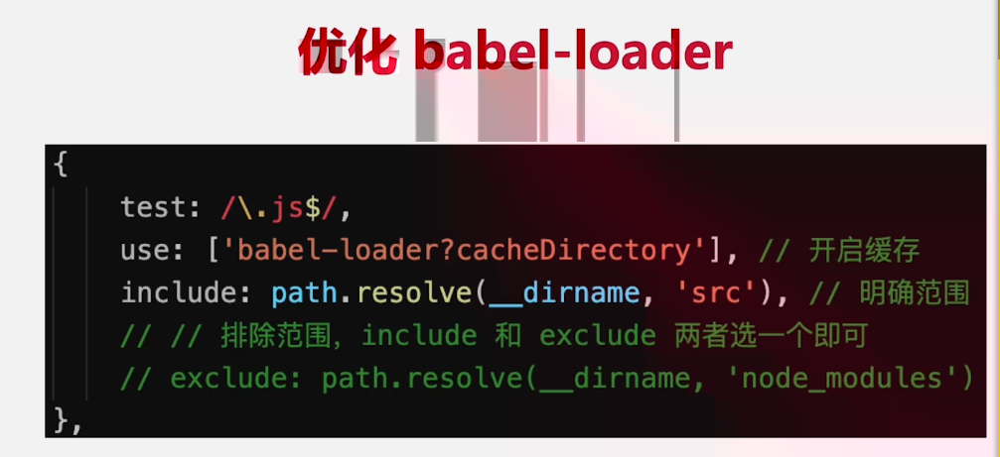 优化 babel-loader
{
test: /\.js$/,
use: ['babel-loader?cacheDirectory'], // 开启缓存
include: path.resolve(__dirname, 'src'), // 明确范围
// // 排除范围，include 和 exclude 两者选一个即可
// exclude: path.resolve(__dirname, 'node_modules')
},